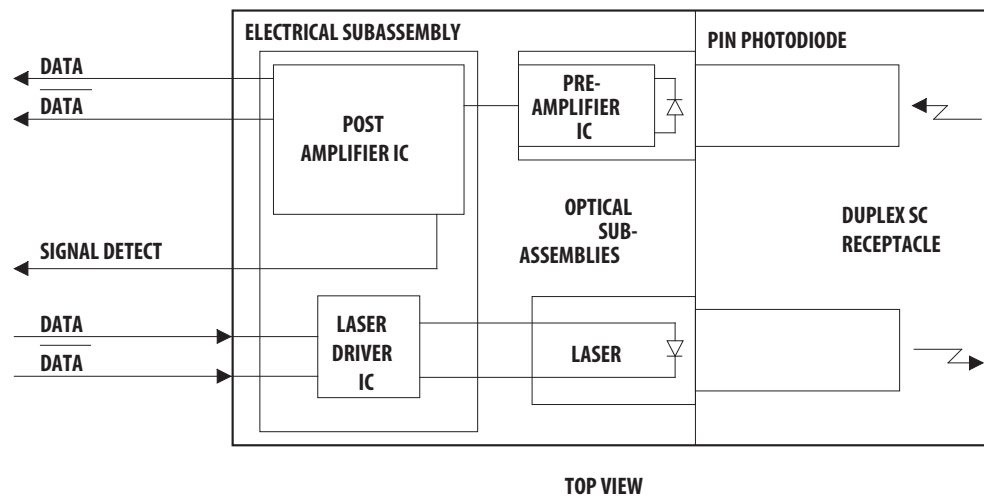 ELECTRICAL SUBASSEMBLY
PIN PHOTODIODE
DATA
DATA
POST
AMPLIFIER IC
PRE-
AMPLIFIER
IC
SIGNAL DETECT
OPTICAL
SUB-
ASSEMBLIES
DUPLEX SC
RECEPTACLE
DATA
DATA
LASER
DRIVER
IC
LASER
TOP VIEW